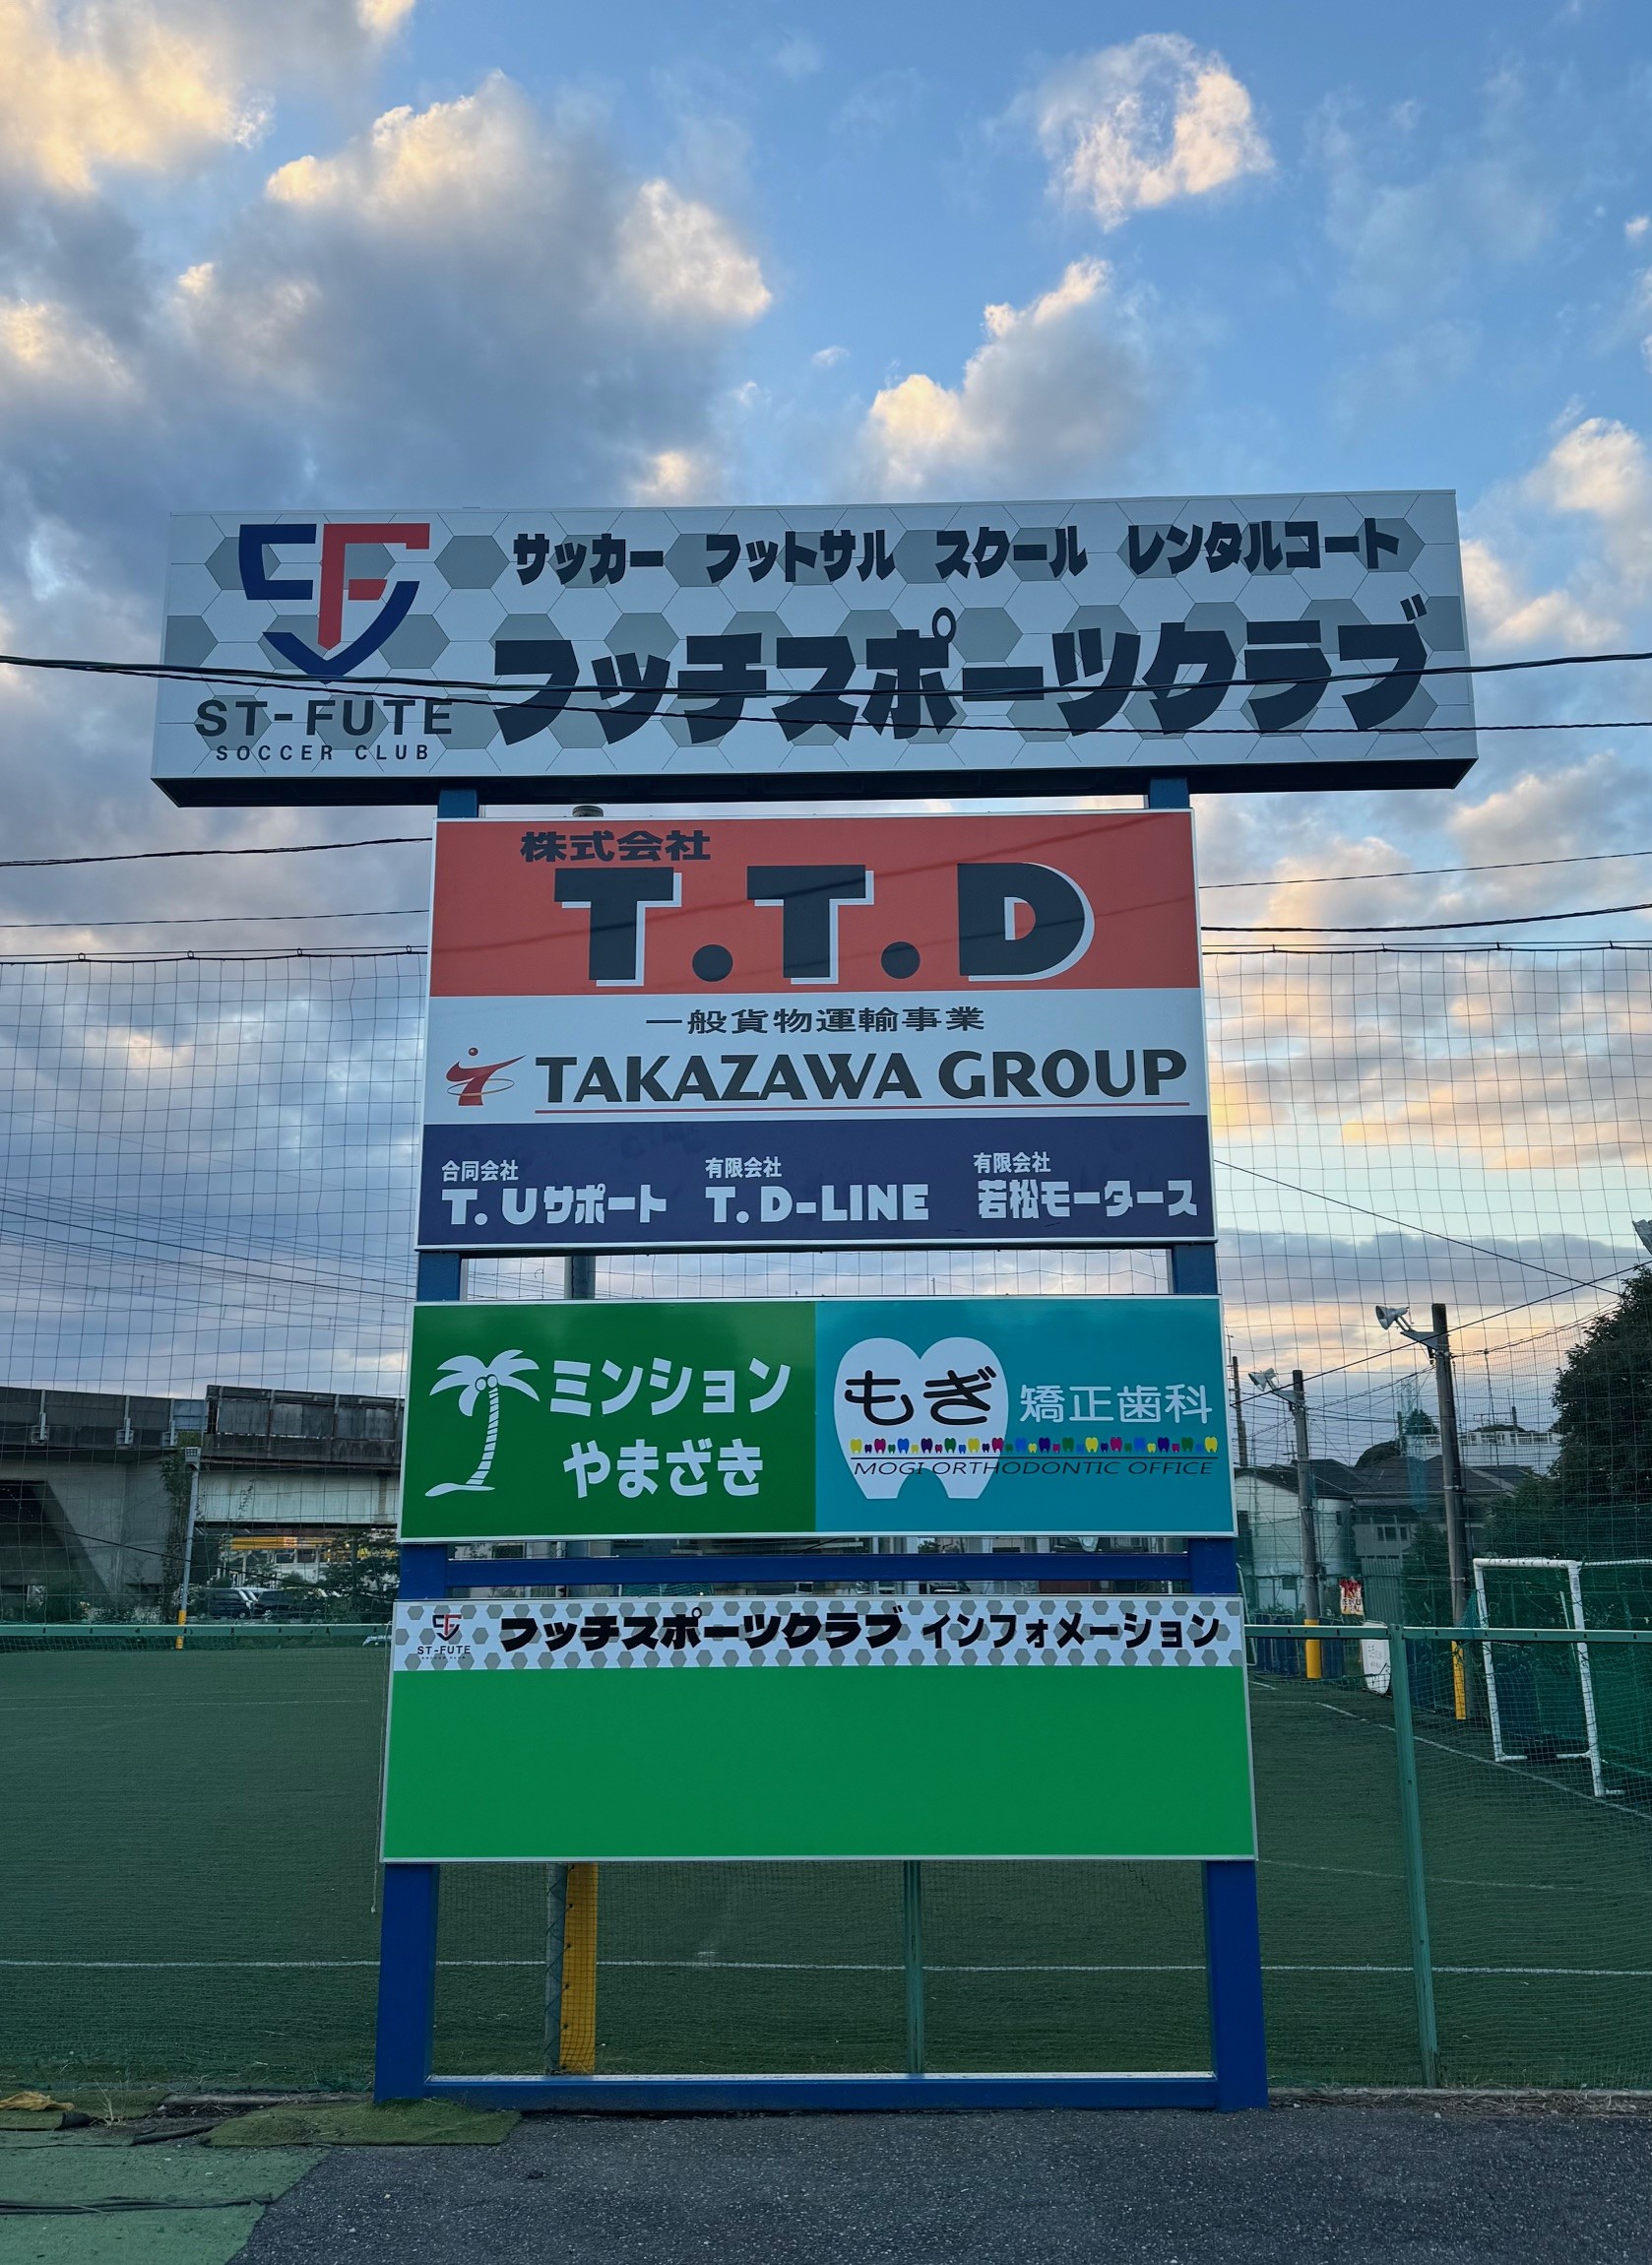 サッカー フットサル スクール レンタルコート
フッチスポーツクラブ
ST-FUTE
SOCCER CLUB
株式会社
T.T.D
一般貨物運輸事業
TAKAZAWA GROUP
合同会社
T.Uサポート
有限会社
T.D-LINE
有限会社
若松モータース
ミンション
やまざき
もぎ 矯正歯科
MOGI ORTHODONTIC OFFICE
ST-FUTE
フッチスポーツクラブ インフォメーション